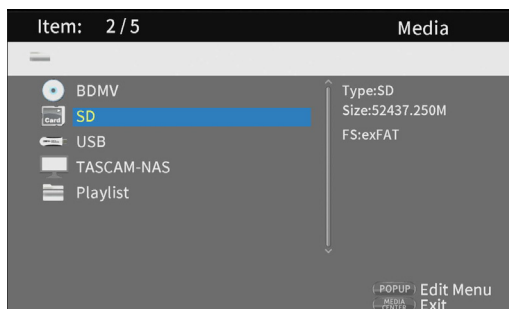 Item: 2/5 Media
BDMV
Card SD
USB
TASCAM-NAS
Playlist
Type:SD
Size:52437.250M
FS:exFAT
POPUP Edit Menu
MEDIA CENTER Exit